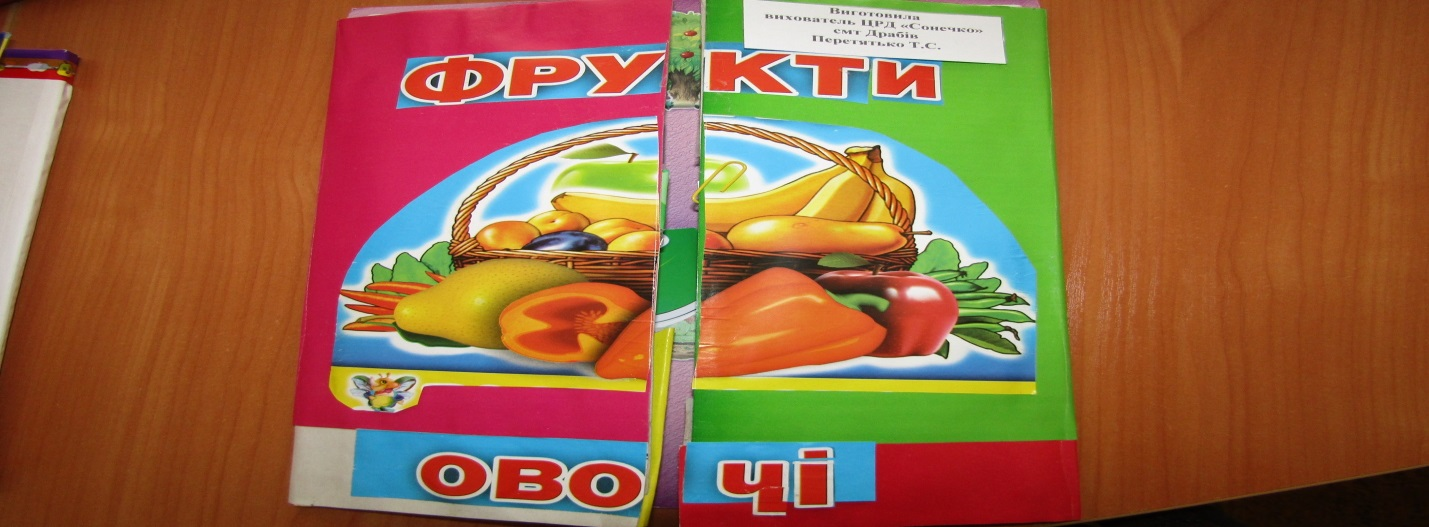 Виготовила
вихователь ЦРД «Сонечко»
смт Драбів
Перетятько Т.С.
ФРУКТи
ОВОЧі